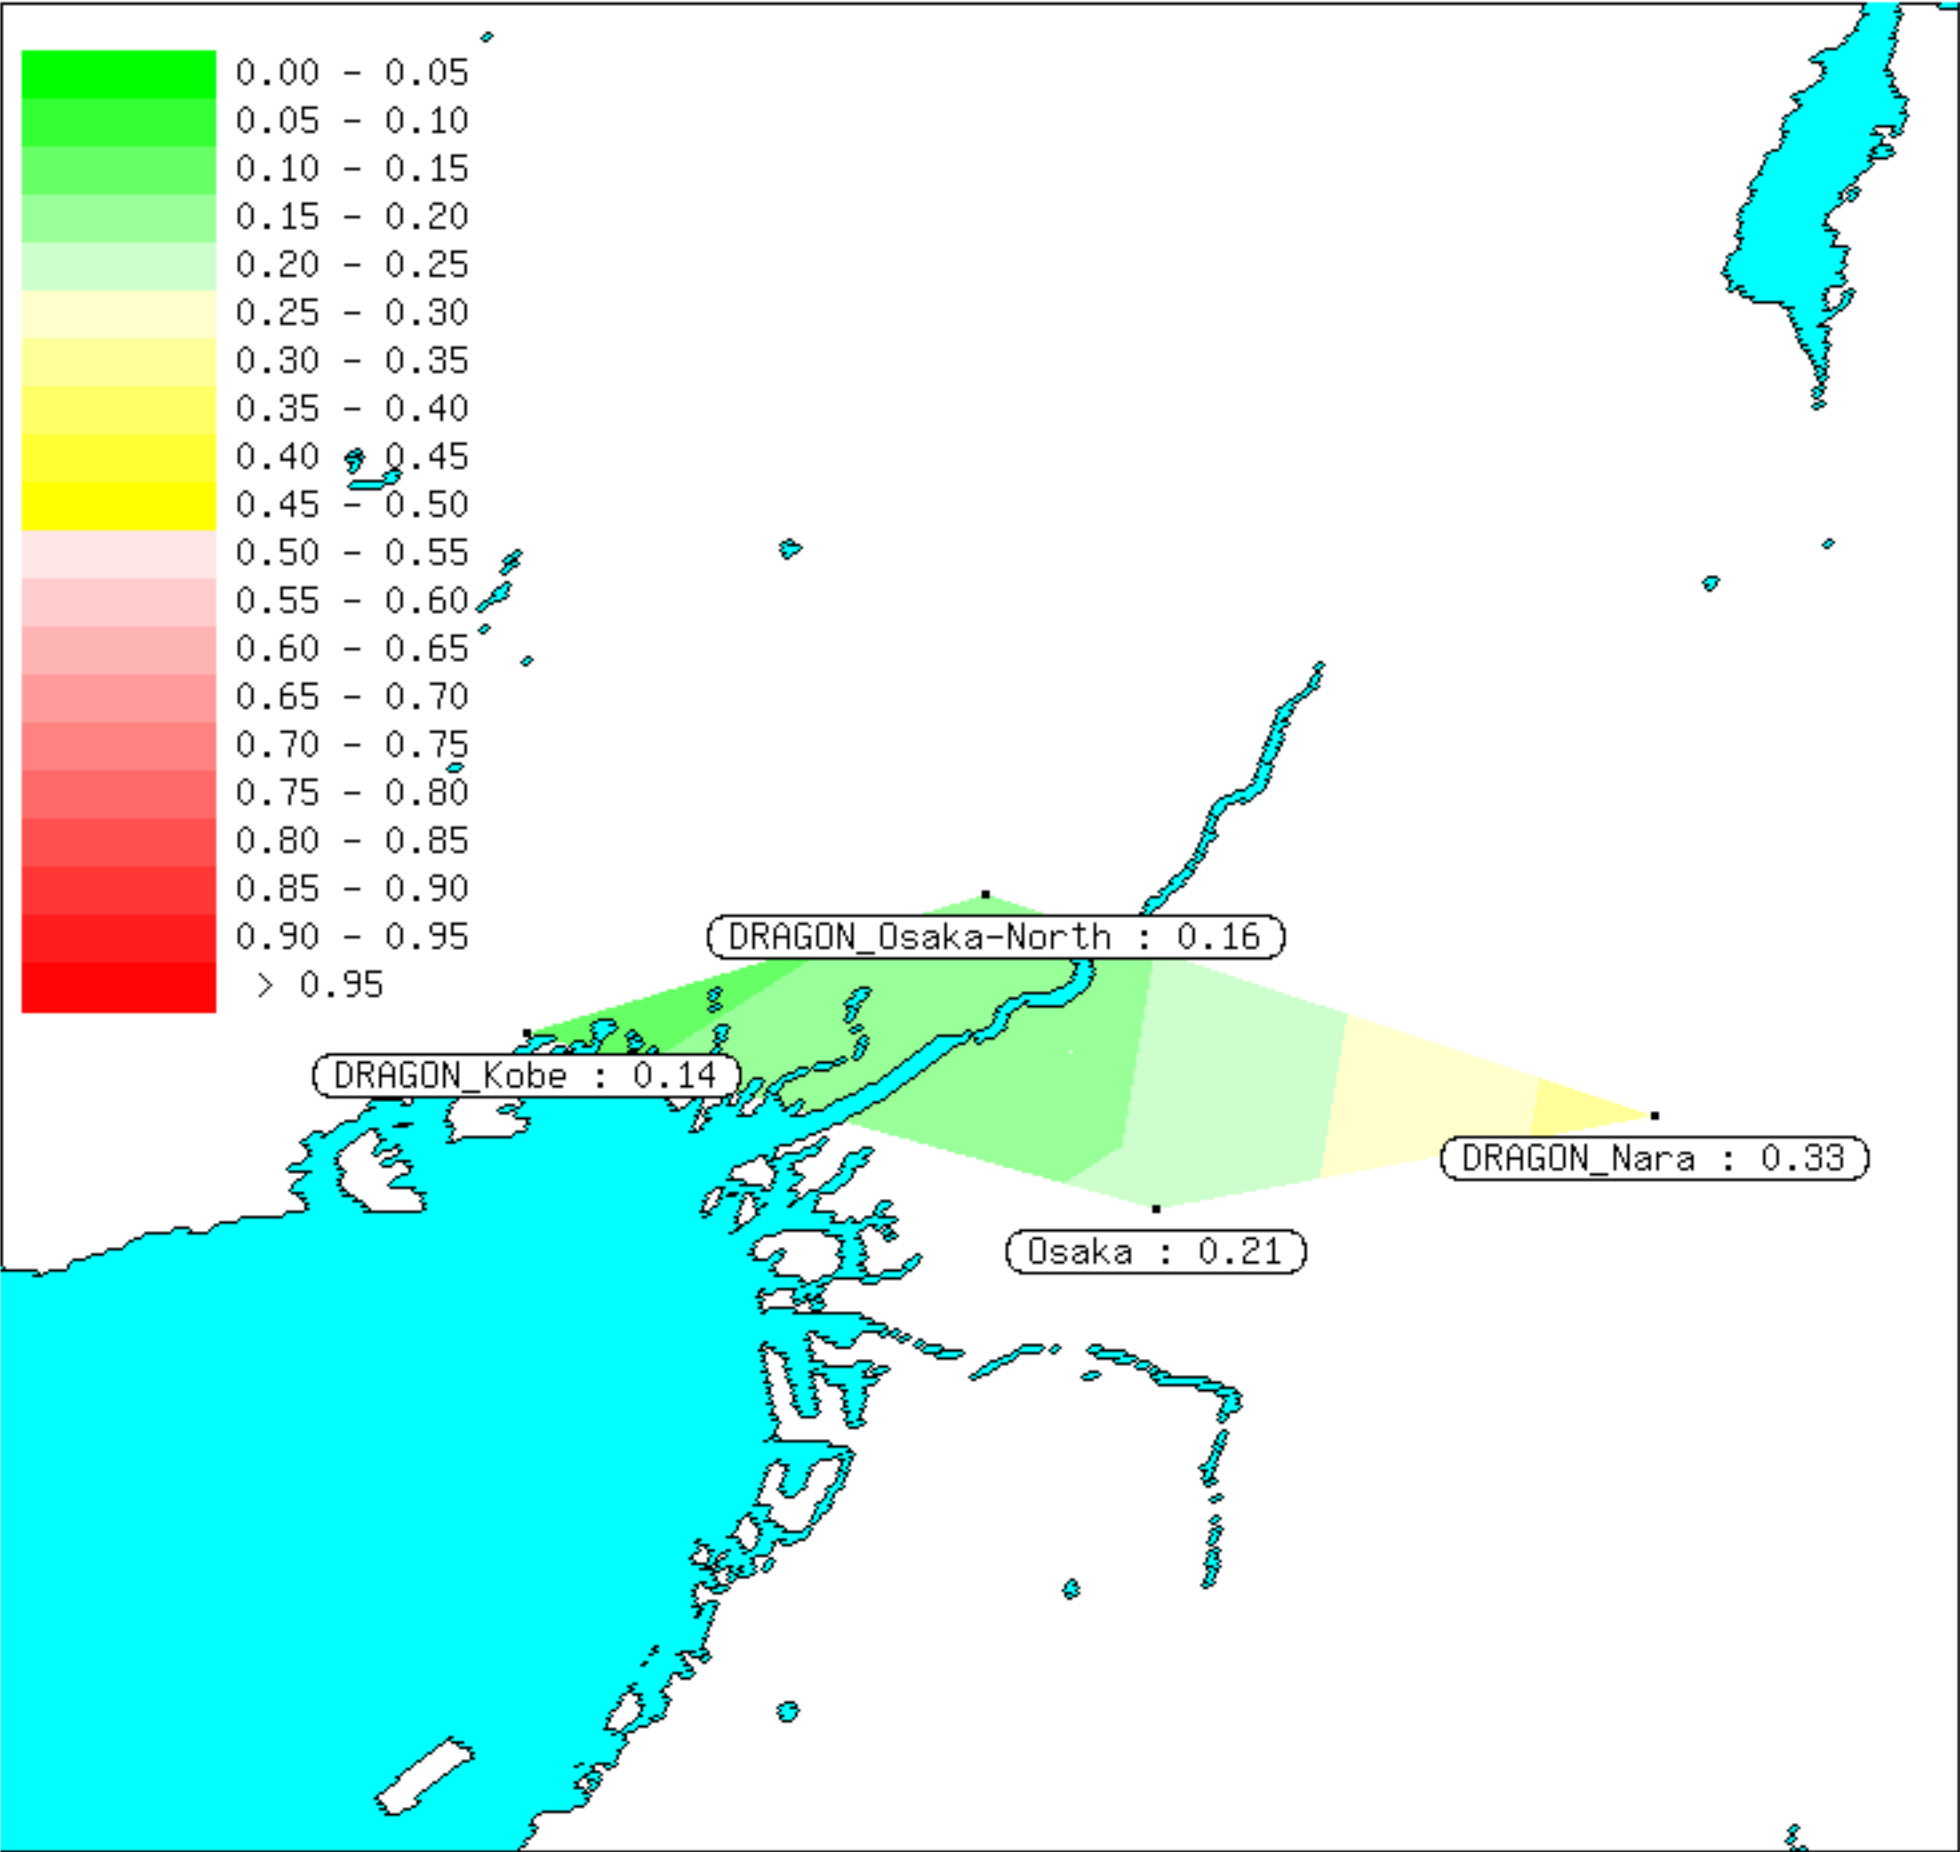 0.00 - 0.05
0.05 - 0.10
0.10 - 0.15
0.15 - 0.20
0.20 - 0.25
0.25 - 0.30
0.30 - 0.35
0.35 - 0.40
0.40 - 0.45
0.45 - 0.50
0.50 - 0.55
0.55 - 0.60
0.60 - 0.65
0.65 - 0.70
0.70 - 0.75
0.75 - 0.80
0.80 - 0.85
0.85 - 0.90
0.90 - 0.95
> 0.95
DRAGON_Osaka-North : 0.16
DRAGON_Kobe : 0.14
DRAGON_Nara : 0.33
Osaka : 0.21